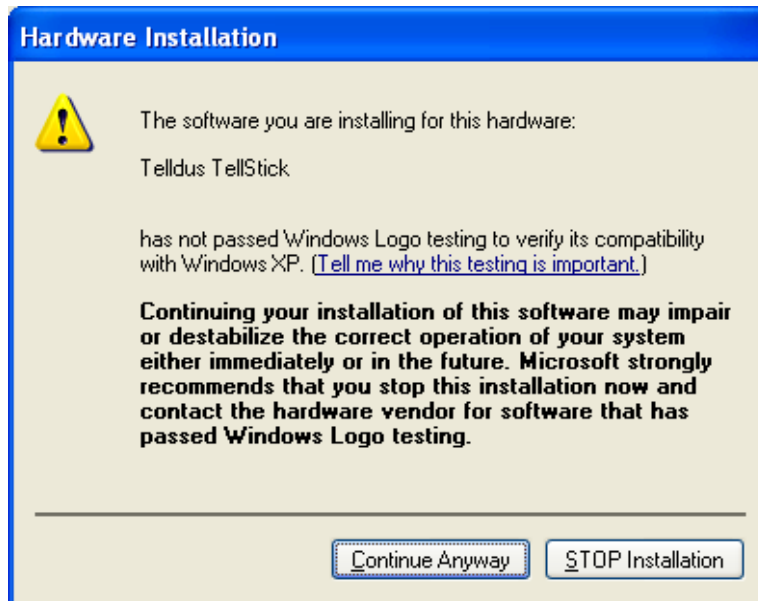 Hardware Installation
The software you are installing for this hardware:
Telldus TellStick
has not passed Windows Logo testing to verify its compatibility
with Windows XP. (Tell me why this testing is important.)
Continuing your installation of this software may impair
or destabilize the correct operation of your system
either immediately or in the future. Microsoft strongly
recommends that you stop this installation now and
contact the hardware vendor for software that has
passed Windows Logo testing.
Continue Anyway
STOP Installation